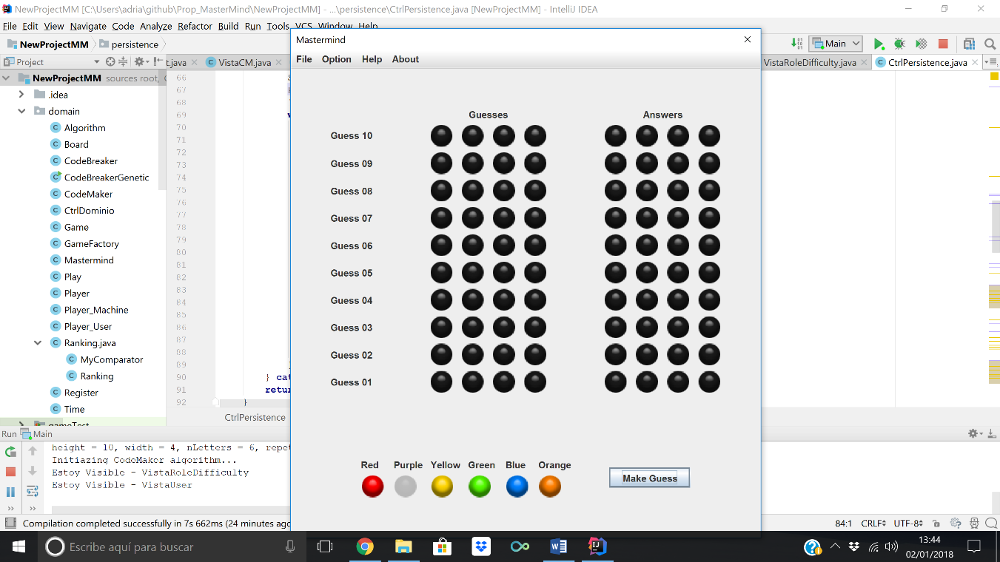 NewProjectMM [C:\Users\adria\github\Prop_MasterMind\NewProjectMM] - ...\persistence\CtrlPersistence.java [NewProjectMM] - IntelliJ IDEA
File Edit View Navigate Code Analyze Refactor Build Run Tools VCS Window Help
NewProjectMM persistence
Main
Project
t.java
VistaCM.java
VistaRoleDifficulty.java
CtrlPersistence.java
NewProjectMM sources root,
.idea
domain
Algorithm
Board
CodeBreaker
CodeBreakerGenetic
CodeMaker
CtrlDominio
Game
GameFactory
Mastermind
Play
Player
Player_Machine
Player_User
Ranking.java
MyComparator
Ranking
Register
Time
gameTest
66
67
68
69
70
71
72
73
74
75
76
77
78
79
80
81
82
83
84
85
86
87
88
89
90 } cat
91 retur
92 }
CtrlPersistence
Mastermind
File Option Help About
Guesses Answers
Guess 10
Guess 09
Guess 08
Guess 07
Guess 06
Guess 05
Guess 04
Guess 03
Guess 02
Guess 01
Red Purple Yellow Green Blue Orange
Make Guess
Run Main
height = 10, width = 4, nLetters = 6, repet
Initiazing CodeMaker algorithm...
Estoy Visible - VistaRoleDifficulty
Estoy Visible - VistaUser
Compilation completed successfully in 7s 662ms (24 minutes ago
84:1 CRLF UTF-8
Escribe aquí para buscar
13:44
02/01/2018